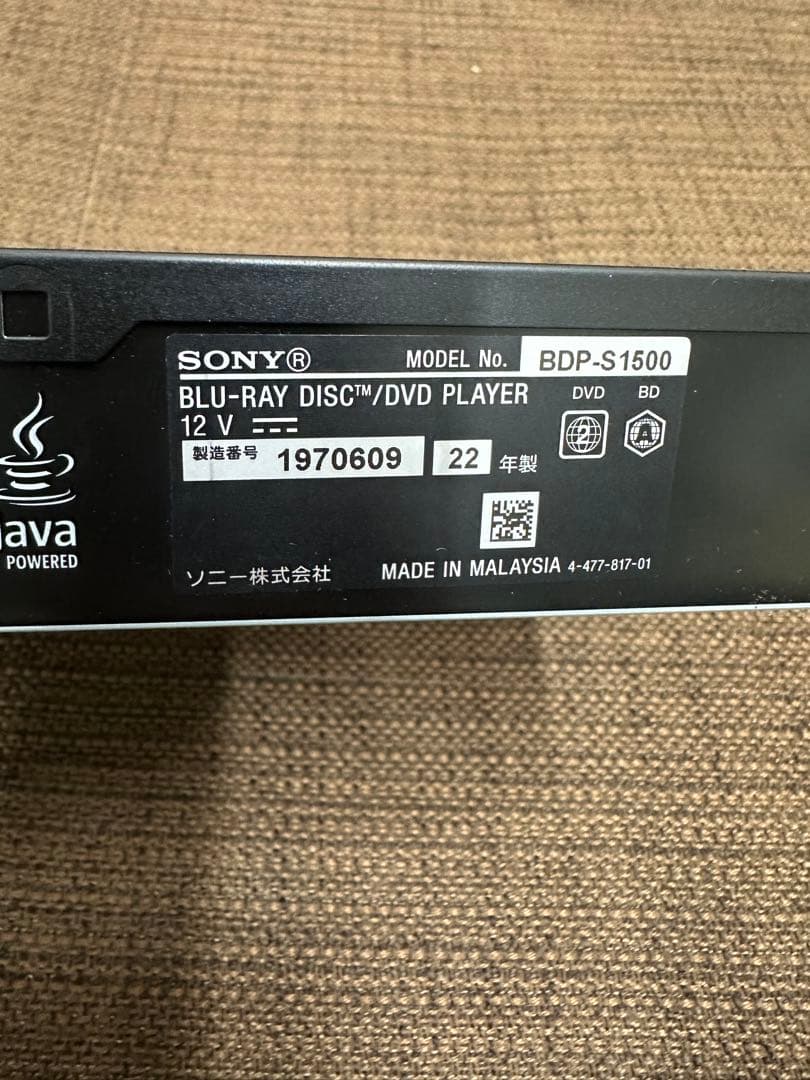 SONY® MODEL No. BDP-S1500
BLU-RAY DISC™/DVD PLAYER DVD BD
12 V 2 A
製造番号 1970609 22 年製
Java
POWERED
ソニー株式会社 MADE IN MALAYSIA 4-477-817-01